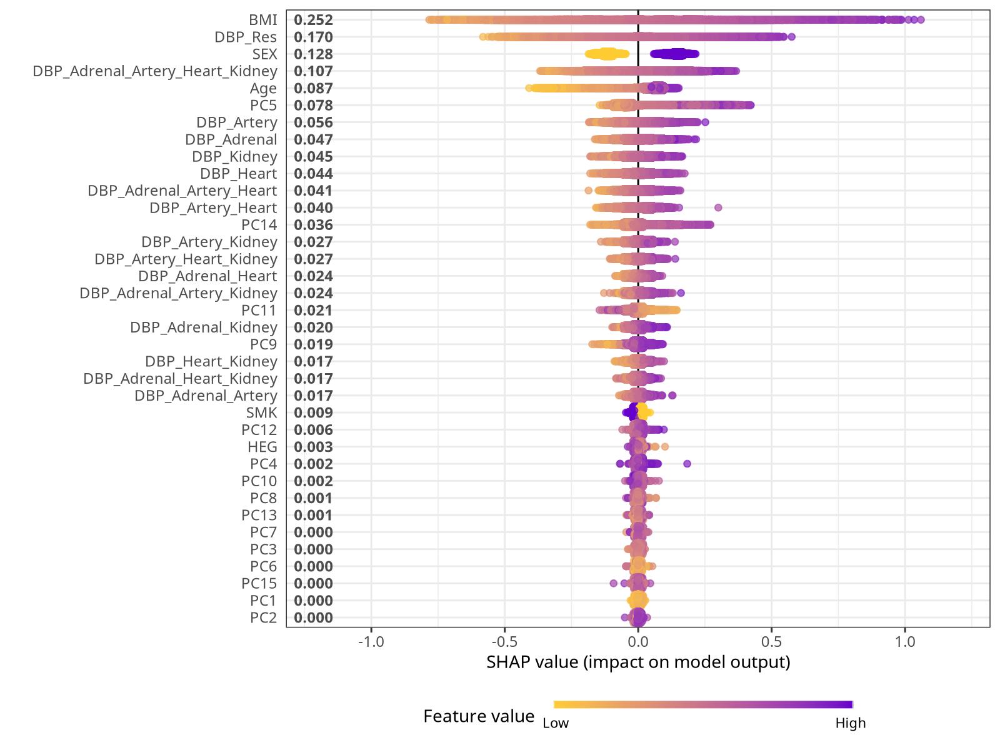 BMI 0.252
DBP_Res 0.170
SEX 0.128
DBP_Adrenal_Artery_Heart_Kidney 0.107
Age 0.087
PC5 0.078
DBP_Artery 0.056
DBP_Adrenal 0.047
DBP_Kidney 0.045
DBP_Heart 0.044
DBP_Adrenal_Artery_Heart 0.041
DBP_Artery_Heart 0.040
PC14 0.036
DBP_Artery_Kidney 0.027
DBP_Artery_Heart_Kidney 0.027
DBP_Adrenal_Heart 0.024
DBP_Adrenal_Artery_Kidney 0.024
PC11 0.021
DBP_Adrenal_Kidney 0.020
PC9 0.019
DBP_Heart_Kidney 0.017
DBP_Adrenal_Heart_Kidney 0.017
DBP_Adrenal_Artery 0.017
SMK 0.009
PC12 0.006
HEG 0.003
PC4 0.002
PC10 0.002
PC8 0.001
PC13 0.001
PC7 0.000
PC3 0.000
PC6 0.000
PC15 0.000
PC1 0.000
PC2 0.000
-1.0 -0.5 0.0 0.5 1.0
SHAP value (impact on model output)
Feature value
Low High